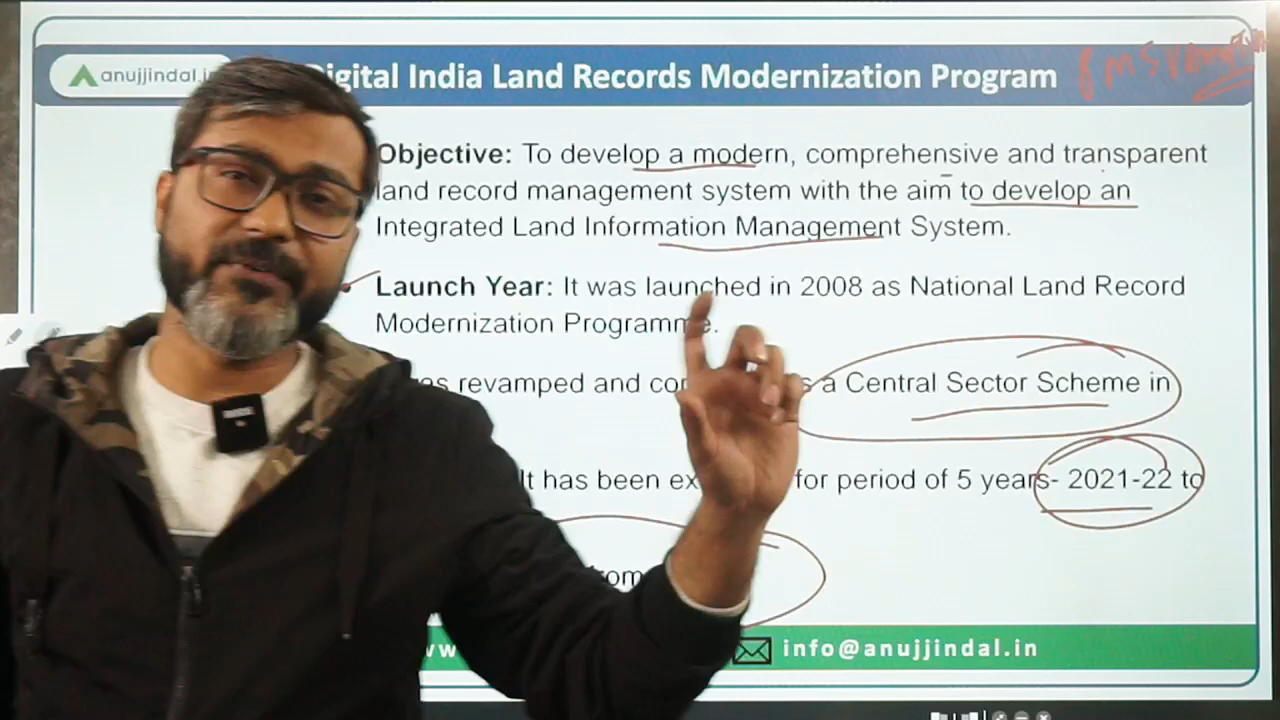 anujjindal.in
Digital India Land Records Modernization Program
Objective: To develop a modern, comprehensive and transparent
land record management system with the aim to develop an
Integrated Land Information Management System.
Launch Year: It was launched in 2008 as National Land Record
Modernization Programme.
revamped and a Central Sector Scheme in
It has been for period of 5 years- 2021-22 to
info@anujjindal.in